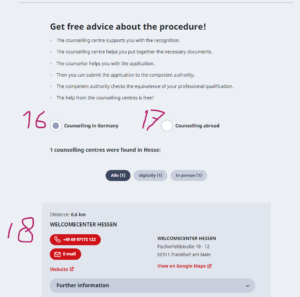 Get free advice about the procedure!
The counselling centre supports you with the recognition.
The counselling centre helps you put together the necessary documents.
The counsellor helps you with the application.
Then you can submit the application to the competent authority.
The competent authority checks the equivalence of your professional qualification.
The help from the counselling centres is free!
16 Counselling in Germany 17 Counselling abroad
1 counselling centres were found in Hesse:
Alle (1) digitally (1) In person (1)
18
Distance: 6.6 km
WELCOMECENTER HESSEN
+49 69 97172 133
E-mail
Website
WELCOMECENTER HESSEN
Fischerfeldstraße 10 - 12
60311 Frankfurt am Main
View on Google Maps
Further information